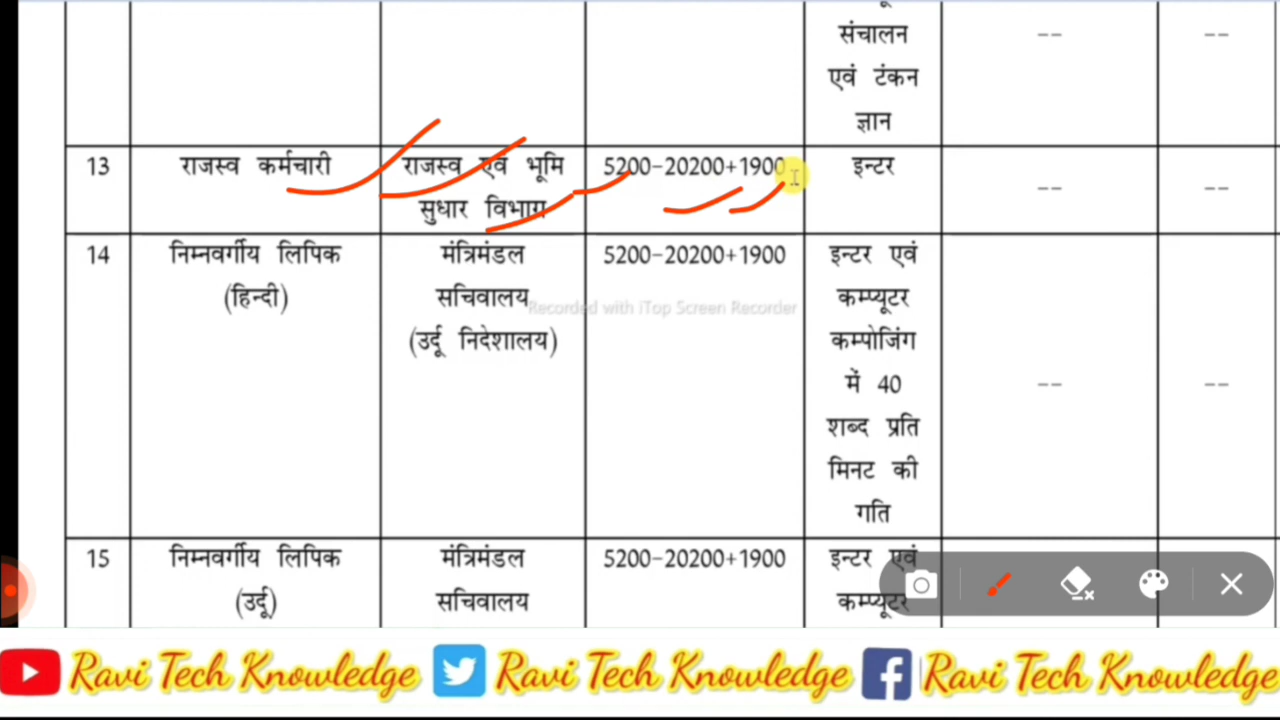 संचालन -- --
एवं टंकन
ज्ञान
13 राजस्व कर्मचारी राजस्व एवं भूमि 5200-20200+1900 इन्टर -- --
सुधार विभाग
14 निम्नवर्गीय लिपिक मंत्रिमंडल 5200-20200+1900 इन्टर एवं
(हिन्दी) सचिवालय कम्प्यूटर
Recorded with iTop Screen Recorder
(उर्दू निदेशालय) कम्पोजिंग
में 40 -- --
शब्द प्रति
मिनट की
गति
15 निम्नवर्गीय लिपिक मंत्रिमंडल 5200-20200+1900 इन्टर एवं
(उर्दू) सचिवालय कम्प्यूटर
Ravi Tech Knowledge Ravi Tech Knowledge Ravi Tech Knowledge